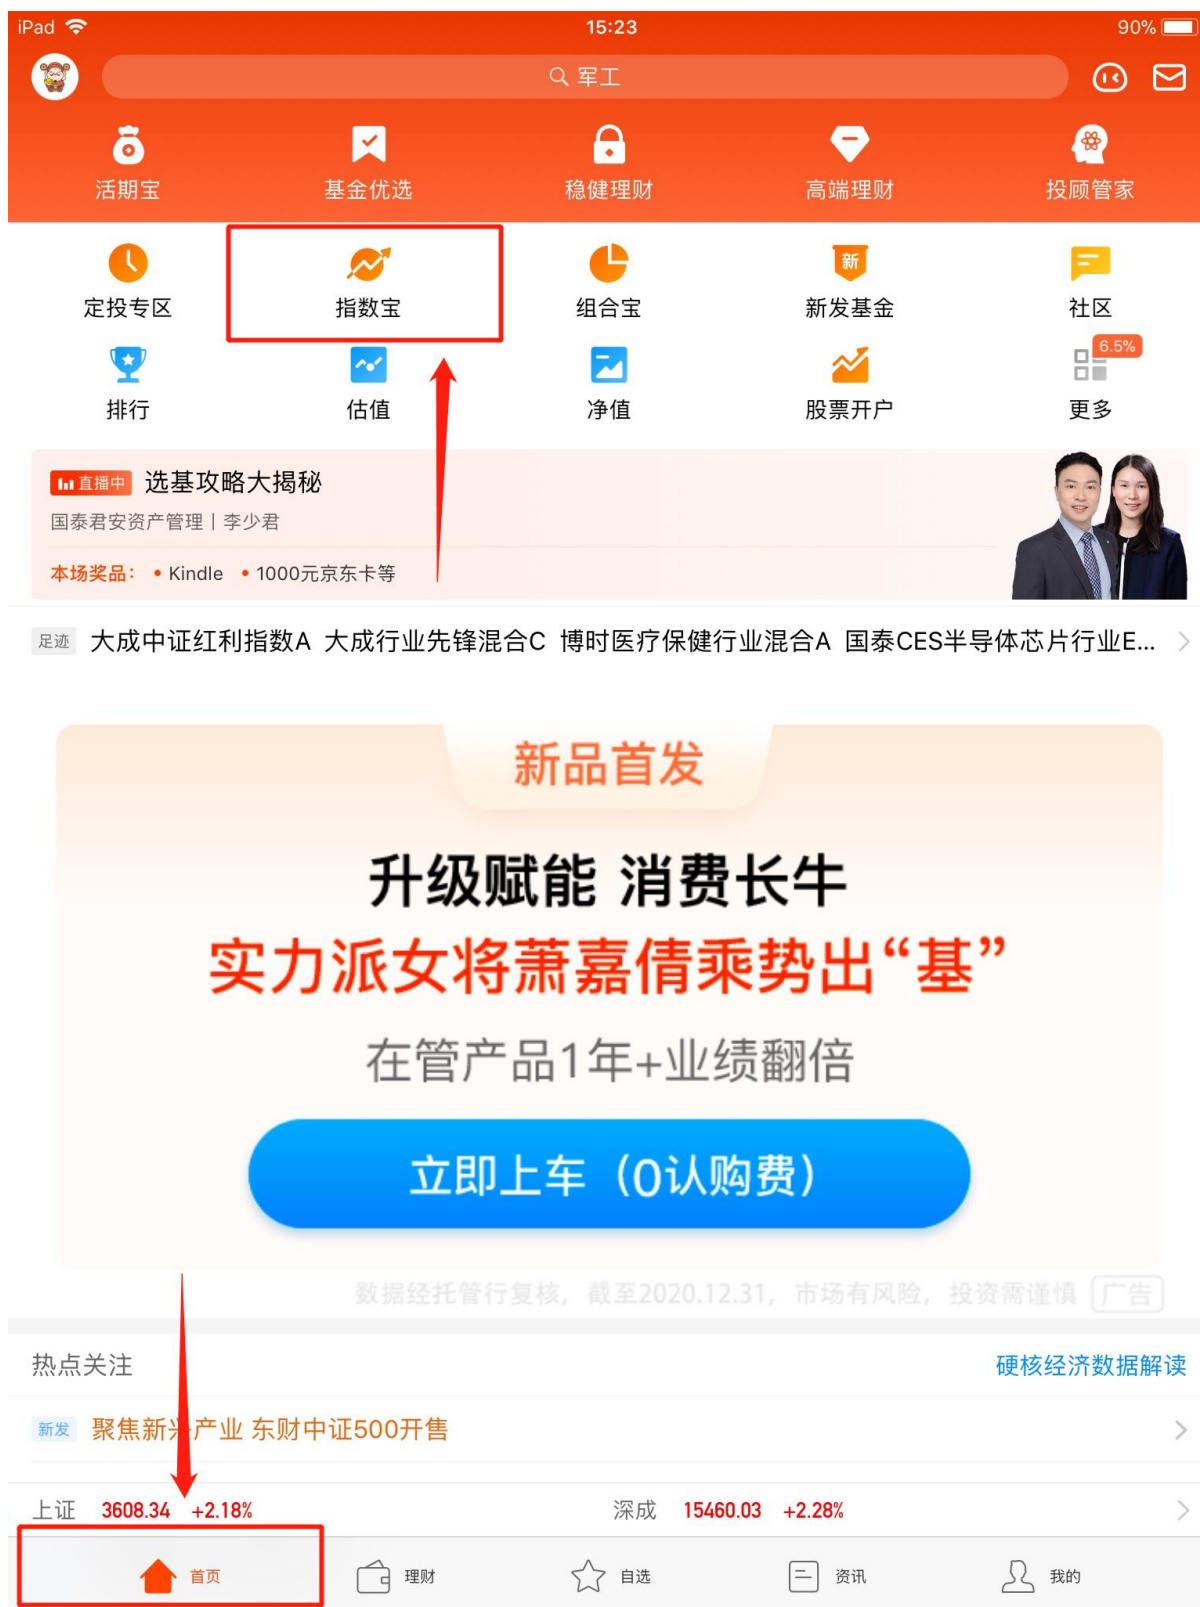 iPad 15:23 90%
军工
活期宝 基金优选 稳健理财 高端理财 投顾管家
新
定投专区 指数宝 组合宝 新发基金 社区
6.5%
排行 估值 净值 股票开户 更多
直播中 选基攻略大揭秘
国泰君安资产管理 | 李少君
本场奖品： • Kindle • 1000元京东卡等
足迹 大成中证红利指数A 大成行业先锋混合C 博时医疗保健行业混合A 国泰CES半导体芯片行业E...
新品首发
升级赋能 消费长牛
实力派女将萧嘉倩乘势出“基”
在管产品1年+业绩翻倍
立即上车（0认购费）
数据经托管行复核，截至2020.12.31，市场有风险，投资需谨慎 广告
热点关注 硬核经济数据解读
新发 聚焦新兴产业 东财中证500开售
上证 3608.34 +2.18% 深成 15460.03 +2.28%
首页 理财 自选 资讯 我的